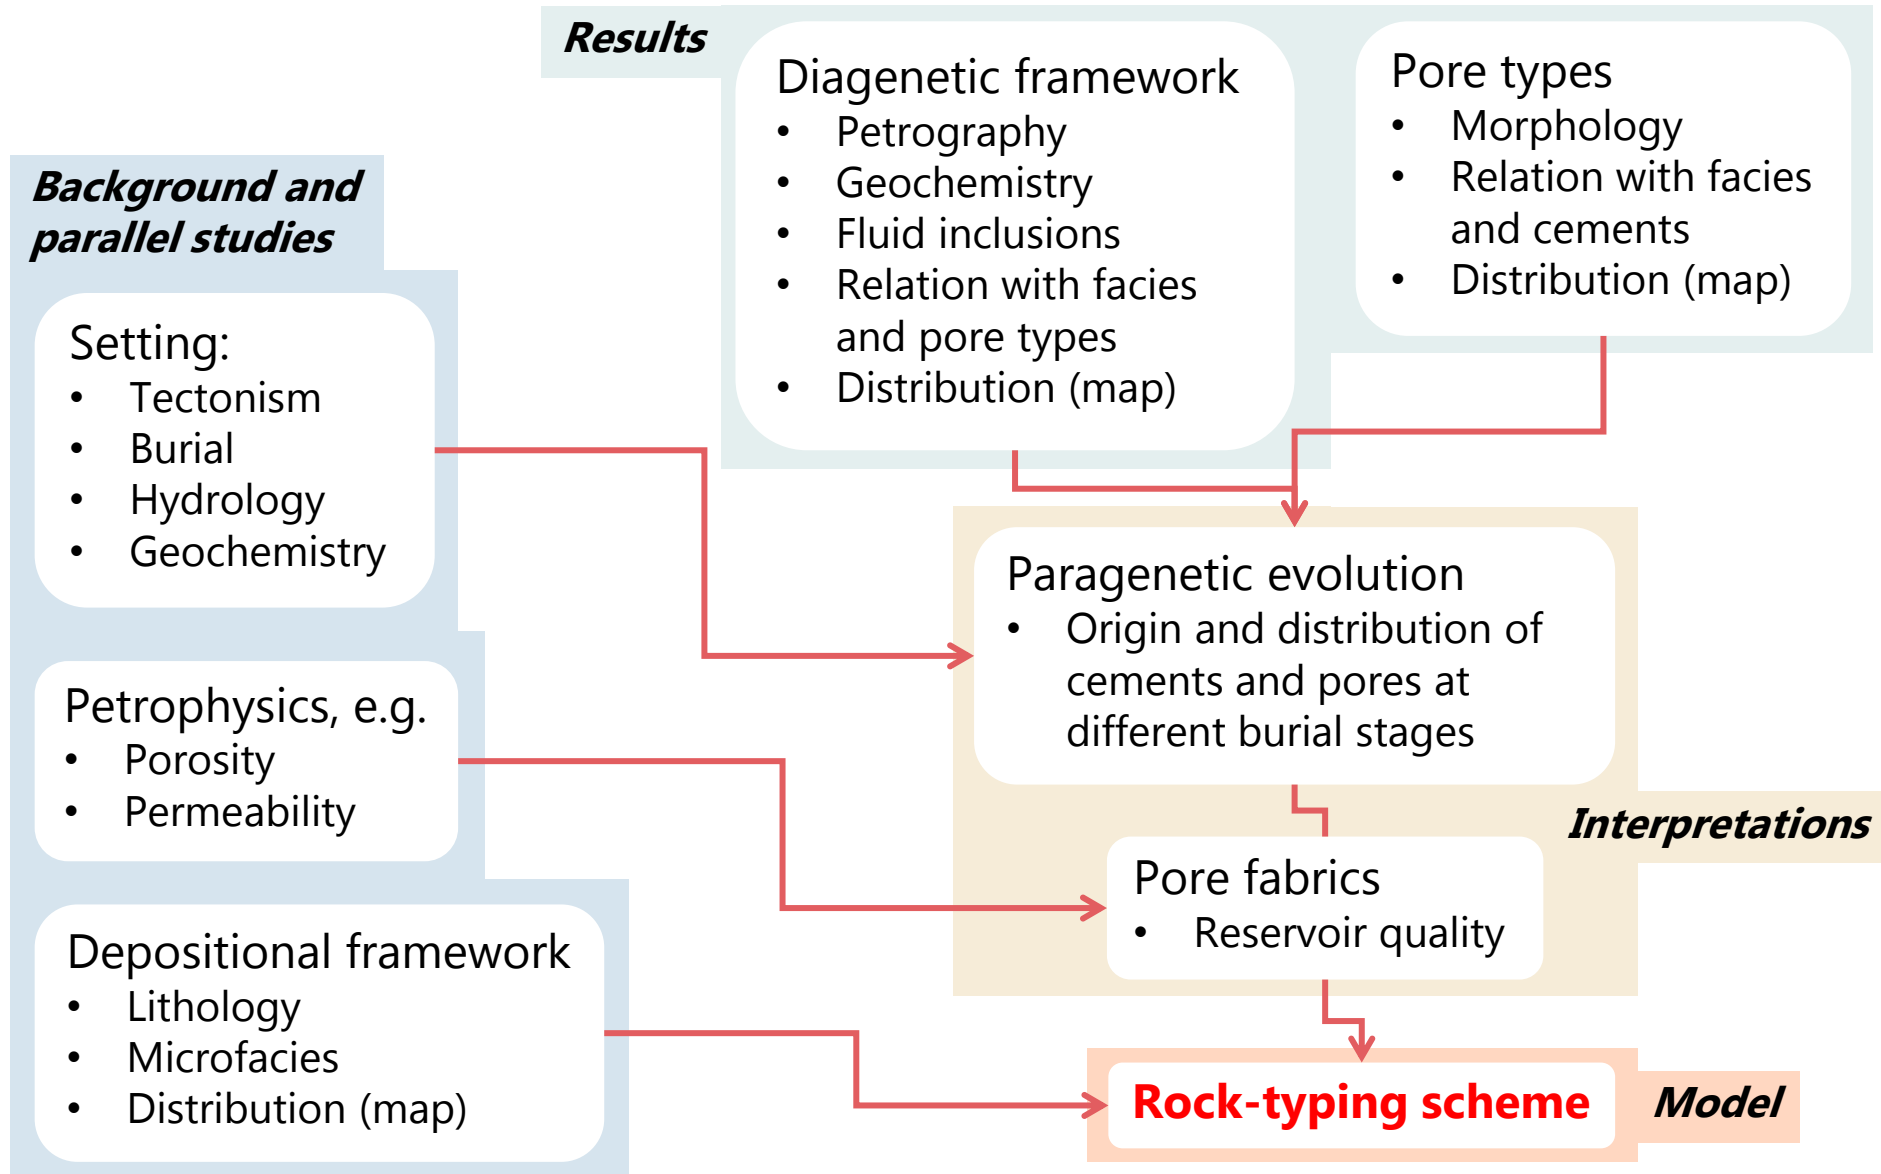 Results
Diagenetic framework
• Petrography
• Geochemistry
• Fluid inclusions
• Relation with facies
and pore types
• Distribution (map)
Pore types
• Morphology
• Relation with facies
and cements
• Distribution (map)
Background and
parallel studies
Setting:
• Tectonism
• Burial
• Hydrology
• Geochemistry
Petrophysics, e.g.
• Porosity
• Permeability
Depositional framework
• Lithology
• Microfacies
• Distribution (map)
Paragenetic evolution
• Origin and distribution of
cements and pores at
different burial stages
Interpretations
Pore fabrics
• Reservoir quality
Rock-typing scheme
Model